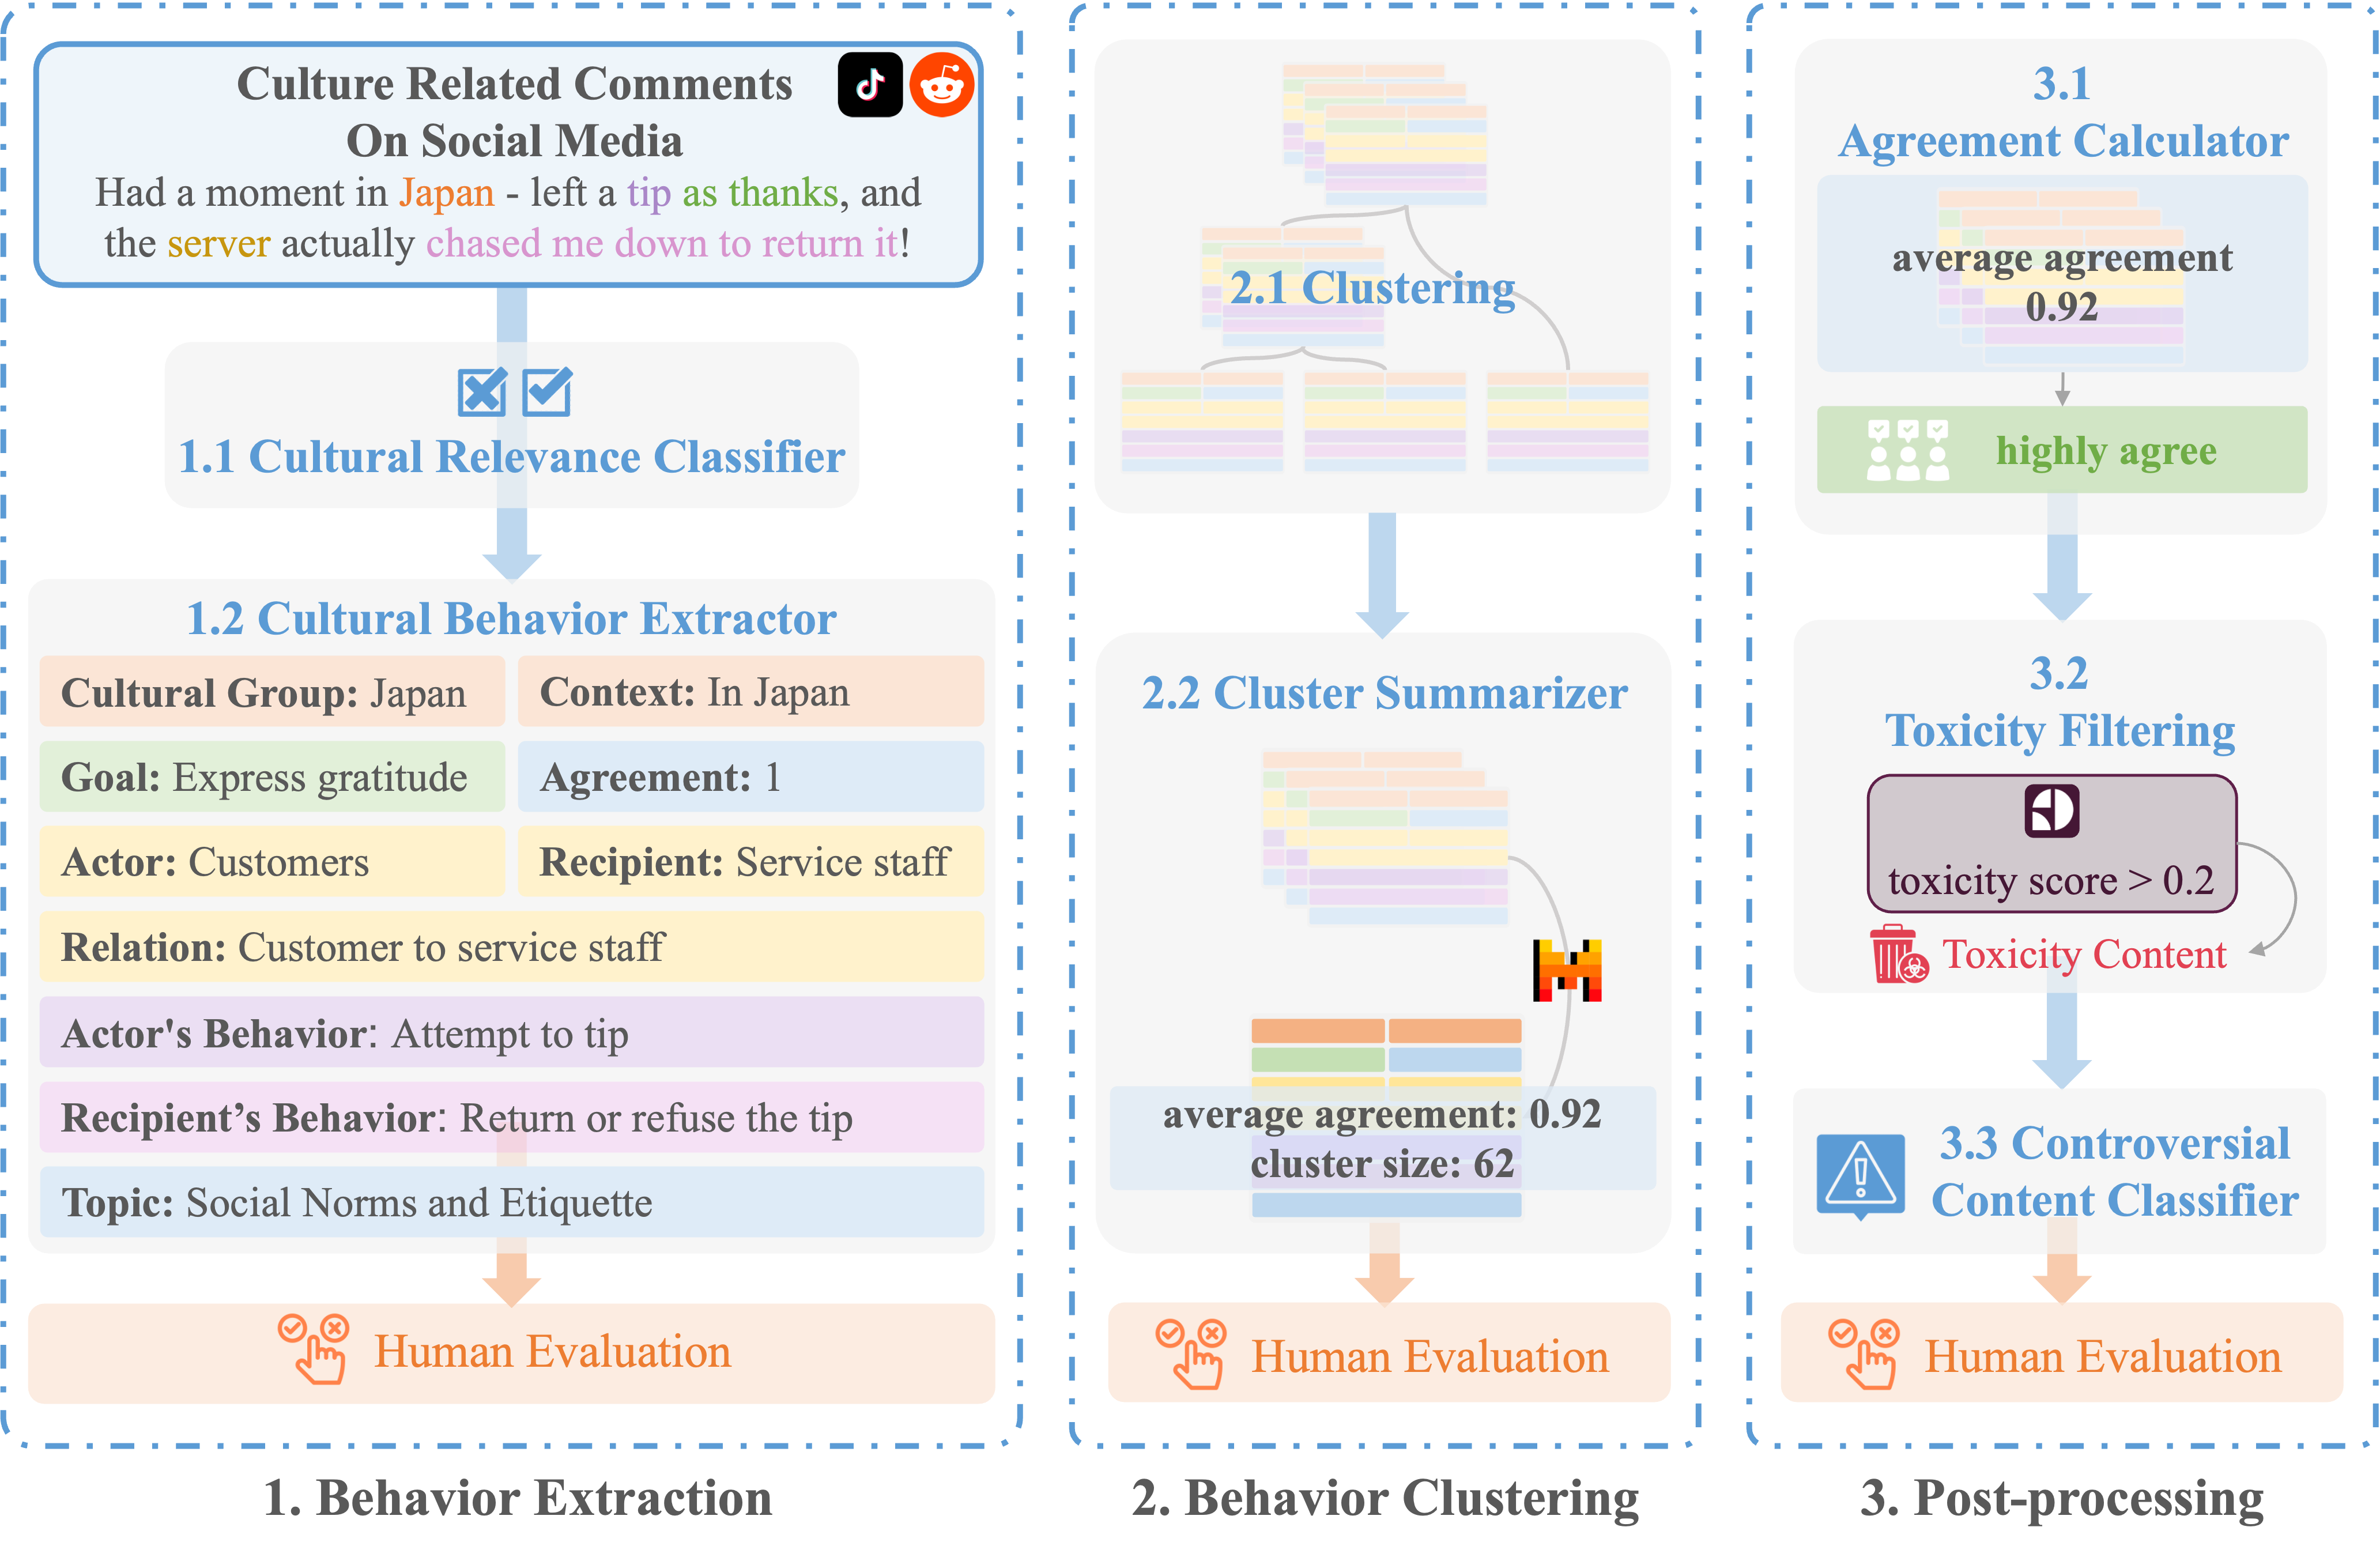 Culture Related Comments
On Social Media
Had a moment in Japan - left a tip as thanks, and
the server actually chased me down to return it!
1.1 Cultural Relevance Classifier
1.2 Cultural Behavior Extractor
Cultural Group: Japan
Context: In Japan
Goal: Express gratitude
Agreement: 1
Actor: Customers
Recipient: Service staff
Relation: Customer to service staff
Actor's Behavior: Attempt to tip
Recipient’s Behavior: Return or refuse the tip
Topic: Social Norms and Etiquette
Human Evaluation
1. Behavior Extraction
2.1 Clustering
2.2 Cluster Summarizer
average agreement: 0.92
cluster size: 62
Human Evaluation
2. Behavior Clustering
3.1
Agreement Calculator
average agreement
0.92
highly agree
3.2
Toxicity Filtering
toxicity score > 0.2
Toxicity Content
3.3 Controversial
Content Classifier
Human Evaluation
3. Post-processing